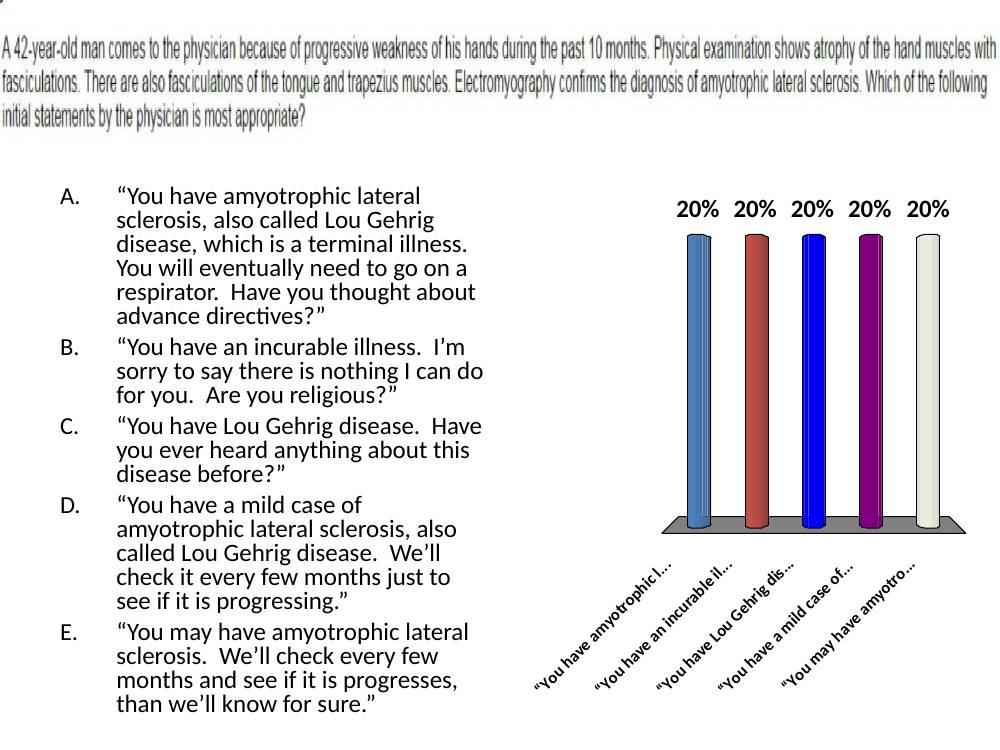 A 42-year-old man comes to the physician because of progressive weakness of his hands during the past 10 months. Physical examination shows atrophy of the hand muscles with
fasciculations. There are also fasciculations of the tongue and trapezius muscles. Electromyography confirms the diagnosis of amyotrophic lateral sclerosis. Which of the following
initial statements by the physician is most appropriate?
A. “You have amyotrophic lateral
sclerosis, also called Lou Gehrig
disease, which is a terminal illness.
You will eventually need to go on a
respirator.  Have you thought about
advance directives?”
B. “You have an incurable illness.  I’m
sorry to say there is nothing I can do
for you.  Are you religious?”
C. “You have Lou Gehrig disease.  Have
you ever heard anything about this
disease before?”
D. “You have a mild case of
amyotrophic lateral sclerosis, also
called Lou Gehrig disease.  We’ll
check it every few months just to
see if it is progressing.”
E. “You may have amyotrophic lateral
sclerosis.  We’ll check every few
months and see if it is progresses,
than we’ll know for sure.”
20% 20% 20% 20% 20%
“You have amyotrophic l...
“You have an incurable il...
“You have Lou Gehrig dis...
“You have a mild case of...
“You may have amyotro...